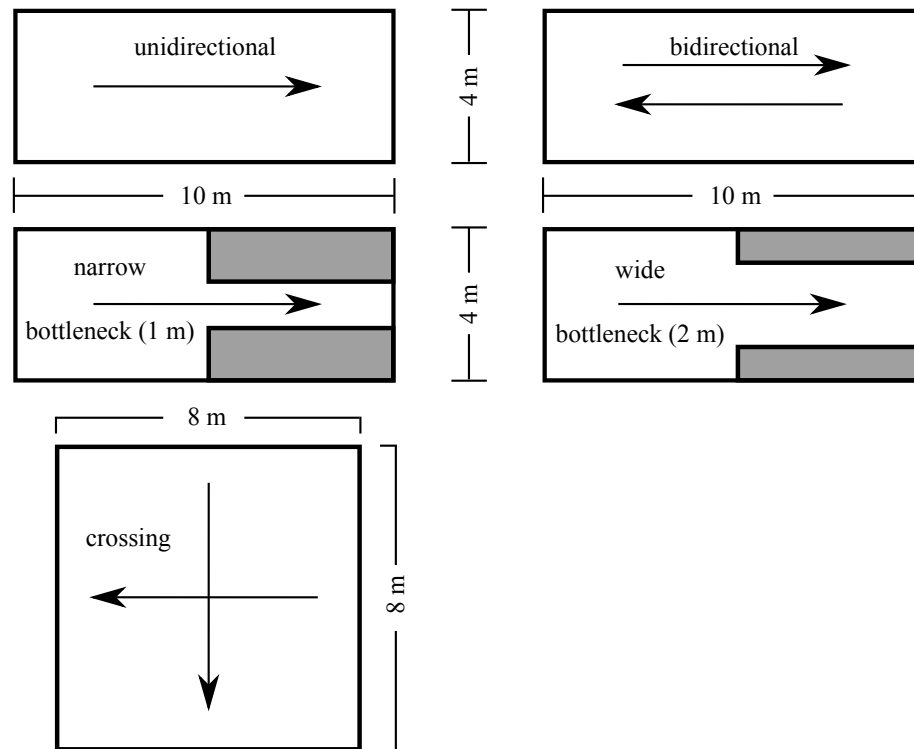 unidirectional
bidirectional
4 m
10 m
10 m
narrow
bottleneck (1 m)
4 m
wide
bottleneck (2 m)
8 m
crossing
8 m